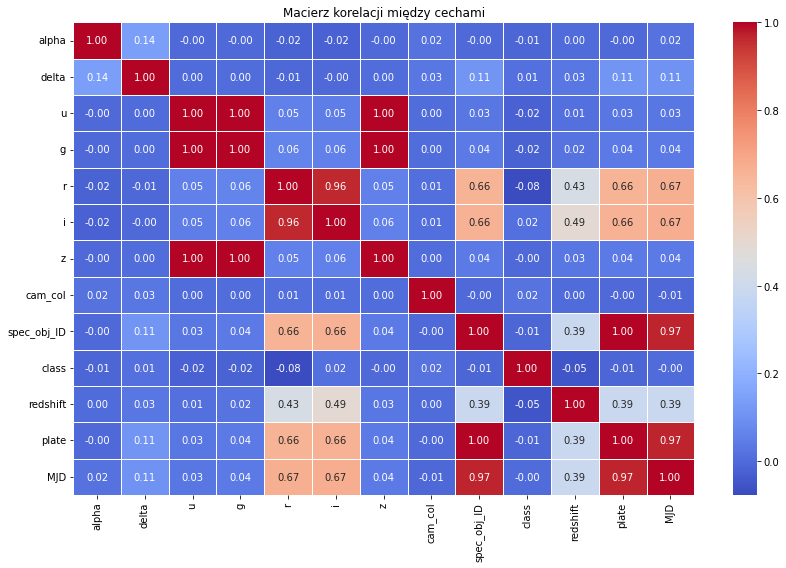 Macierz korelacji między cechami
alpha 1.00 0.14 -0.00 -0.00 -0.02 -0.02 -0.00 0.02 -0.00 -0.01 0.00 -0.00 0.02
delta 0.14 1.00 0.00 0.00 -0.01 -0.00 0.00 0.03 0.11 0.01 0.03 0.11 0.11
u -0.00 0.00 1.00 1.00 0.05 0.05 1.00 0.00 0.03 -0.02 0.01 0.03 0.03
g -0.00 0.00 1.00 1.00 0.06 0.06 1.00 0.00 0.04 -0.02 0.02 0.04 0.04
r -0.02 -0.01 0.05 0.06 1.00 0.96 0.05 0.01 0.66 -0.08 0.43 0.66 0.67
i -0.02 -0.00 0.05 0.06 0.96 1.00 0.06 0.01 0.66 0.02 0.49 0.66 0.67
z -0.00 0.00 1.00 1.00 0.05 0.06 1.00 0.00 0.04 -0.00 0.03 0.04 0.04
cam_col 0.02 0.03 0.00 0.00 0.01 0.01 0.00 1.00 -0.00 0.02 0.00 -0.00 -0.01
spec_obj_ID -0.00 0.11 0.03 0.04 0.66 0.66 0.04 -0.00 1.00 -0.01 0.39 1.00 0.97
class -0.01 0.01 -0.02 -0.02 -0.08 0.02 -0.00 0.02 -0.01 1.00 -0.05 -0.01 -0.00
redshift 0.00 0.03 0.01 0.02 0.43 0.49 0.03 0.00 0.39 -0.05 1.00 0.39 0.39
plate -0.00 0.11 0.03 0.04 0.66 0.66 0.04 -0.00 1.00 -0.01 0.39 1.00 0.97
MJD 0.02 0.11 0.03 0.04 0.67 0.67 0.04 -0.01 0.97 -0.00 0.39 0.97 1.00
alpha delta u g r i z cam_col spec_obj_ID class redshift plate MJD
1.0
0.8
0.6
0.4
0.2
0.0